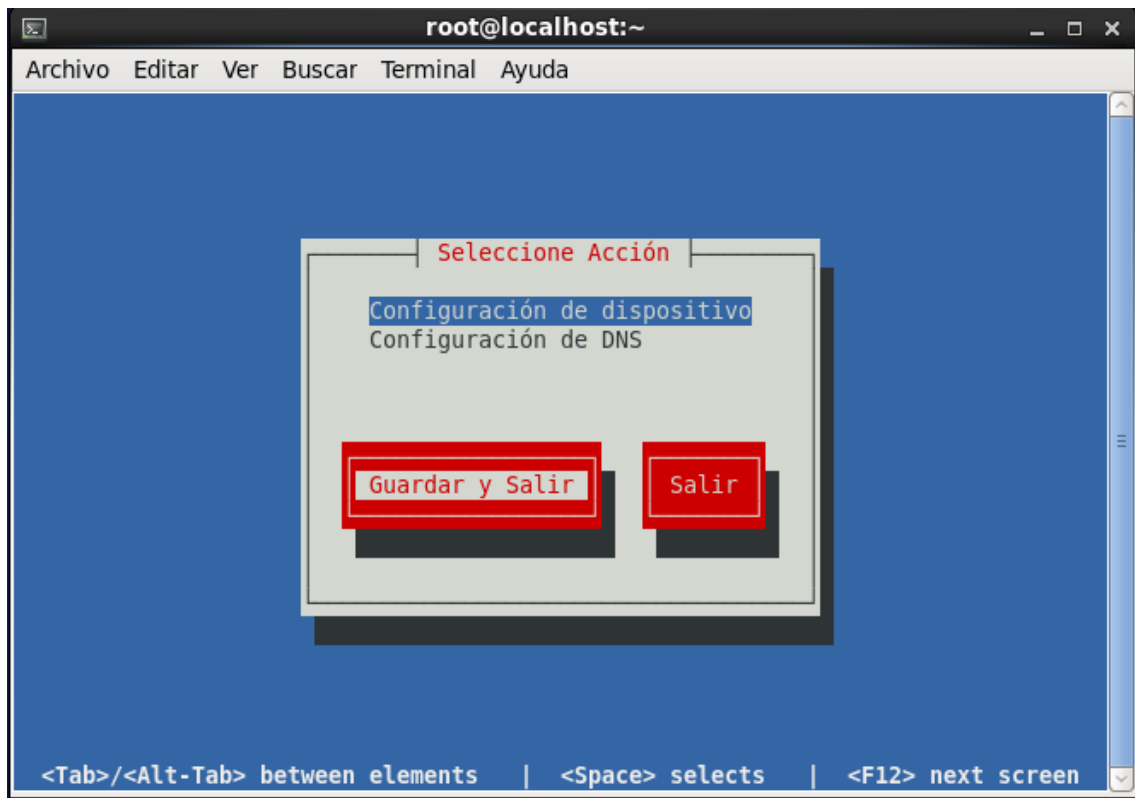 root@localhost:~
Archivo Editar Ver Buscar Terminal Ayuda
Seleccione Acción
Configuración de dispositivo
Configuración de DNS
Guardar y Salir Salir
<Tab>/<Alt-Tab> between elements | <Space> selects | <F12> next screen